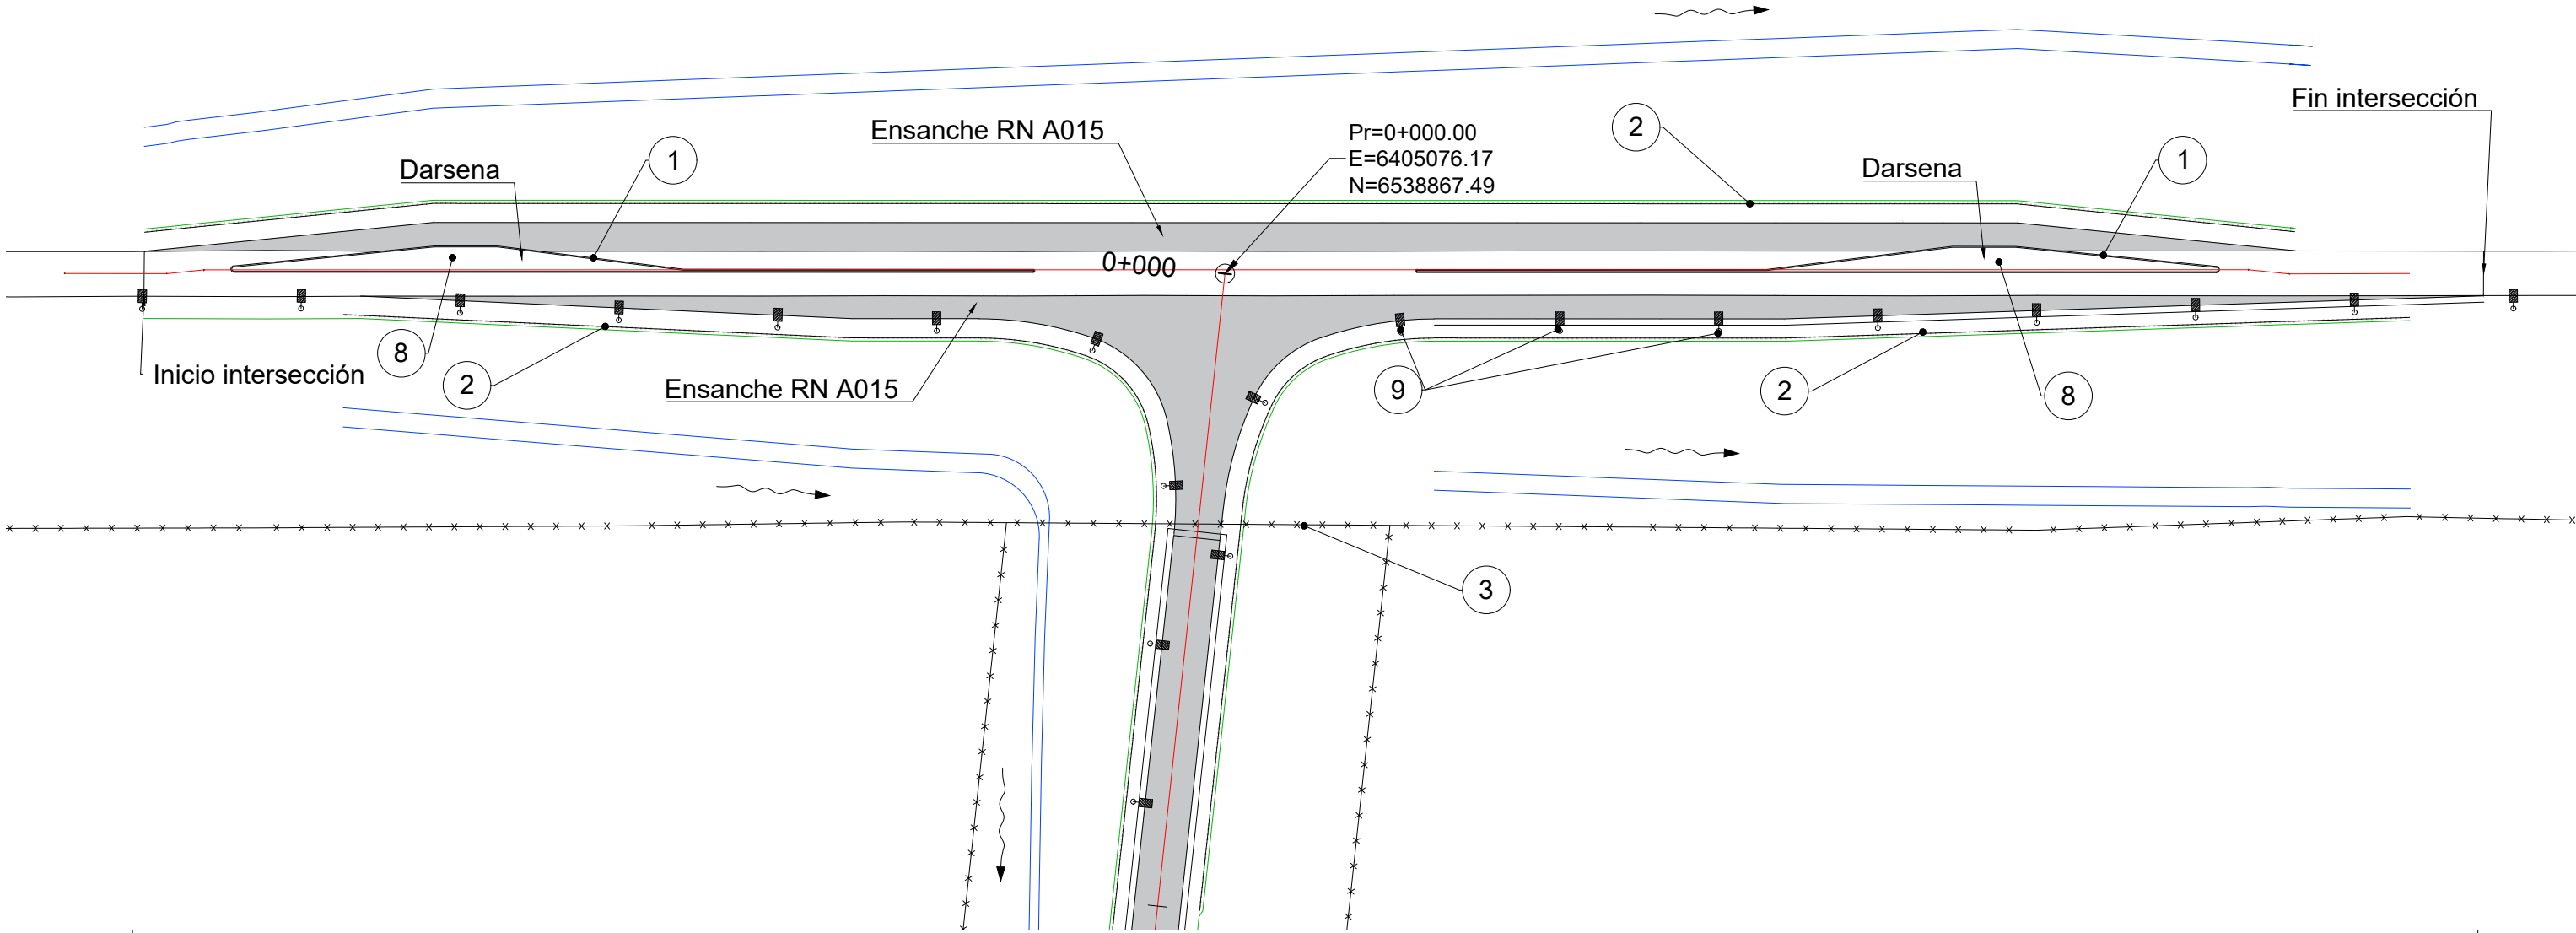 Fin intersección
Ensanche RN A015
Pr=0+000.00
E=6405076.17
N=6538867.49
2
1
Darsena
Darsena
1
0+000
8
Inicio intersección
2
Ensanche RN A015
9
2
8
3